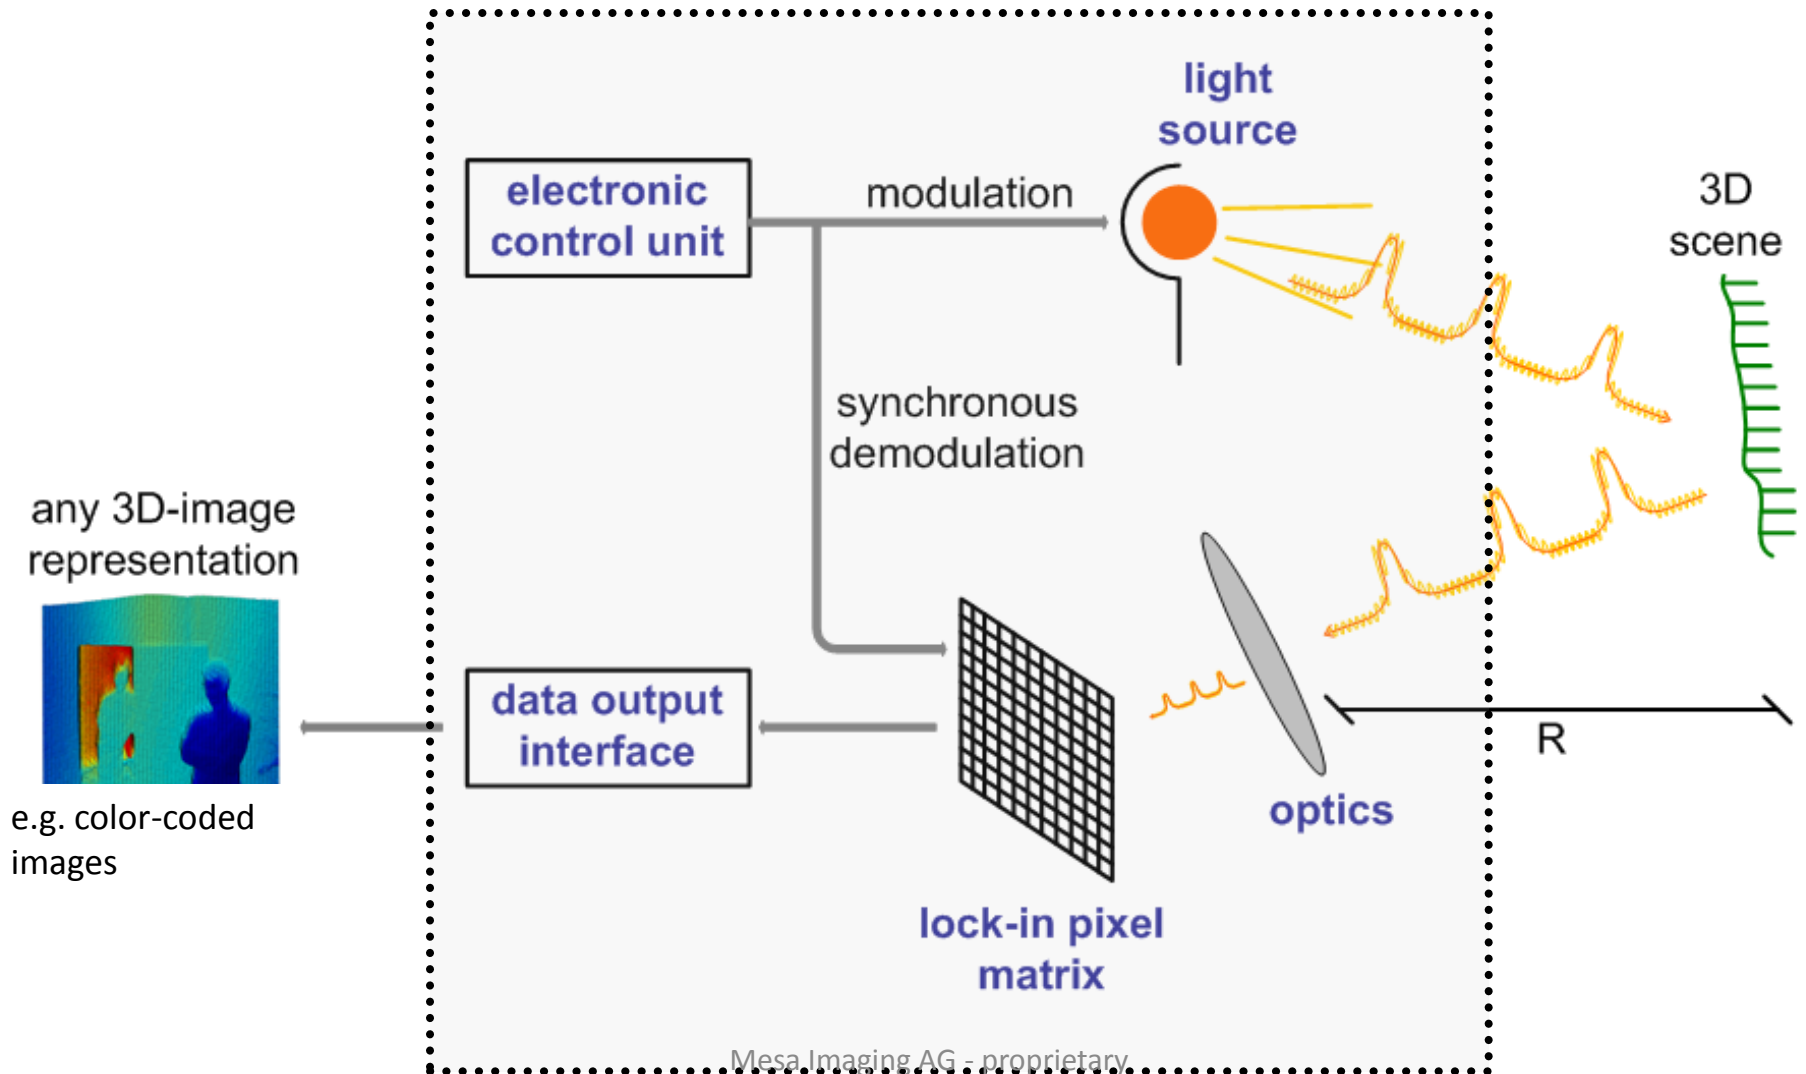 light
source
electronic
control unit
modulation
3D
scene
synchronous
demodulation
any 3D-image
representation
data output
interface
R
optics
e.g. color-coded
images
lock-in pixel
matrix
Mesa Imaging AG - proprietary